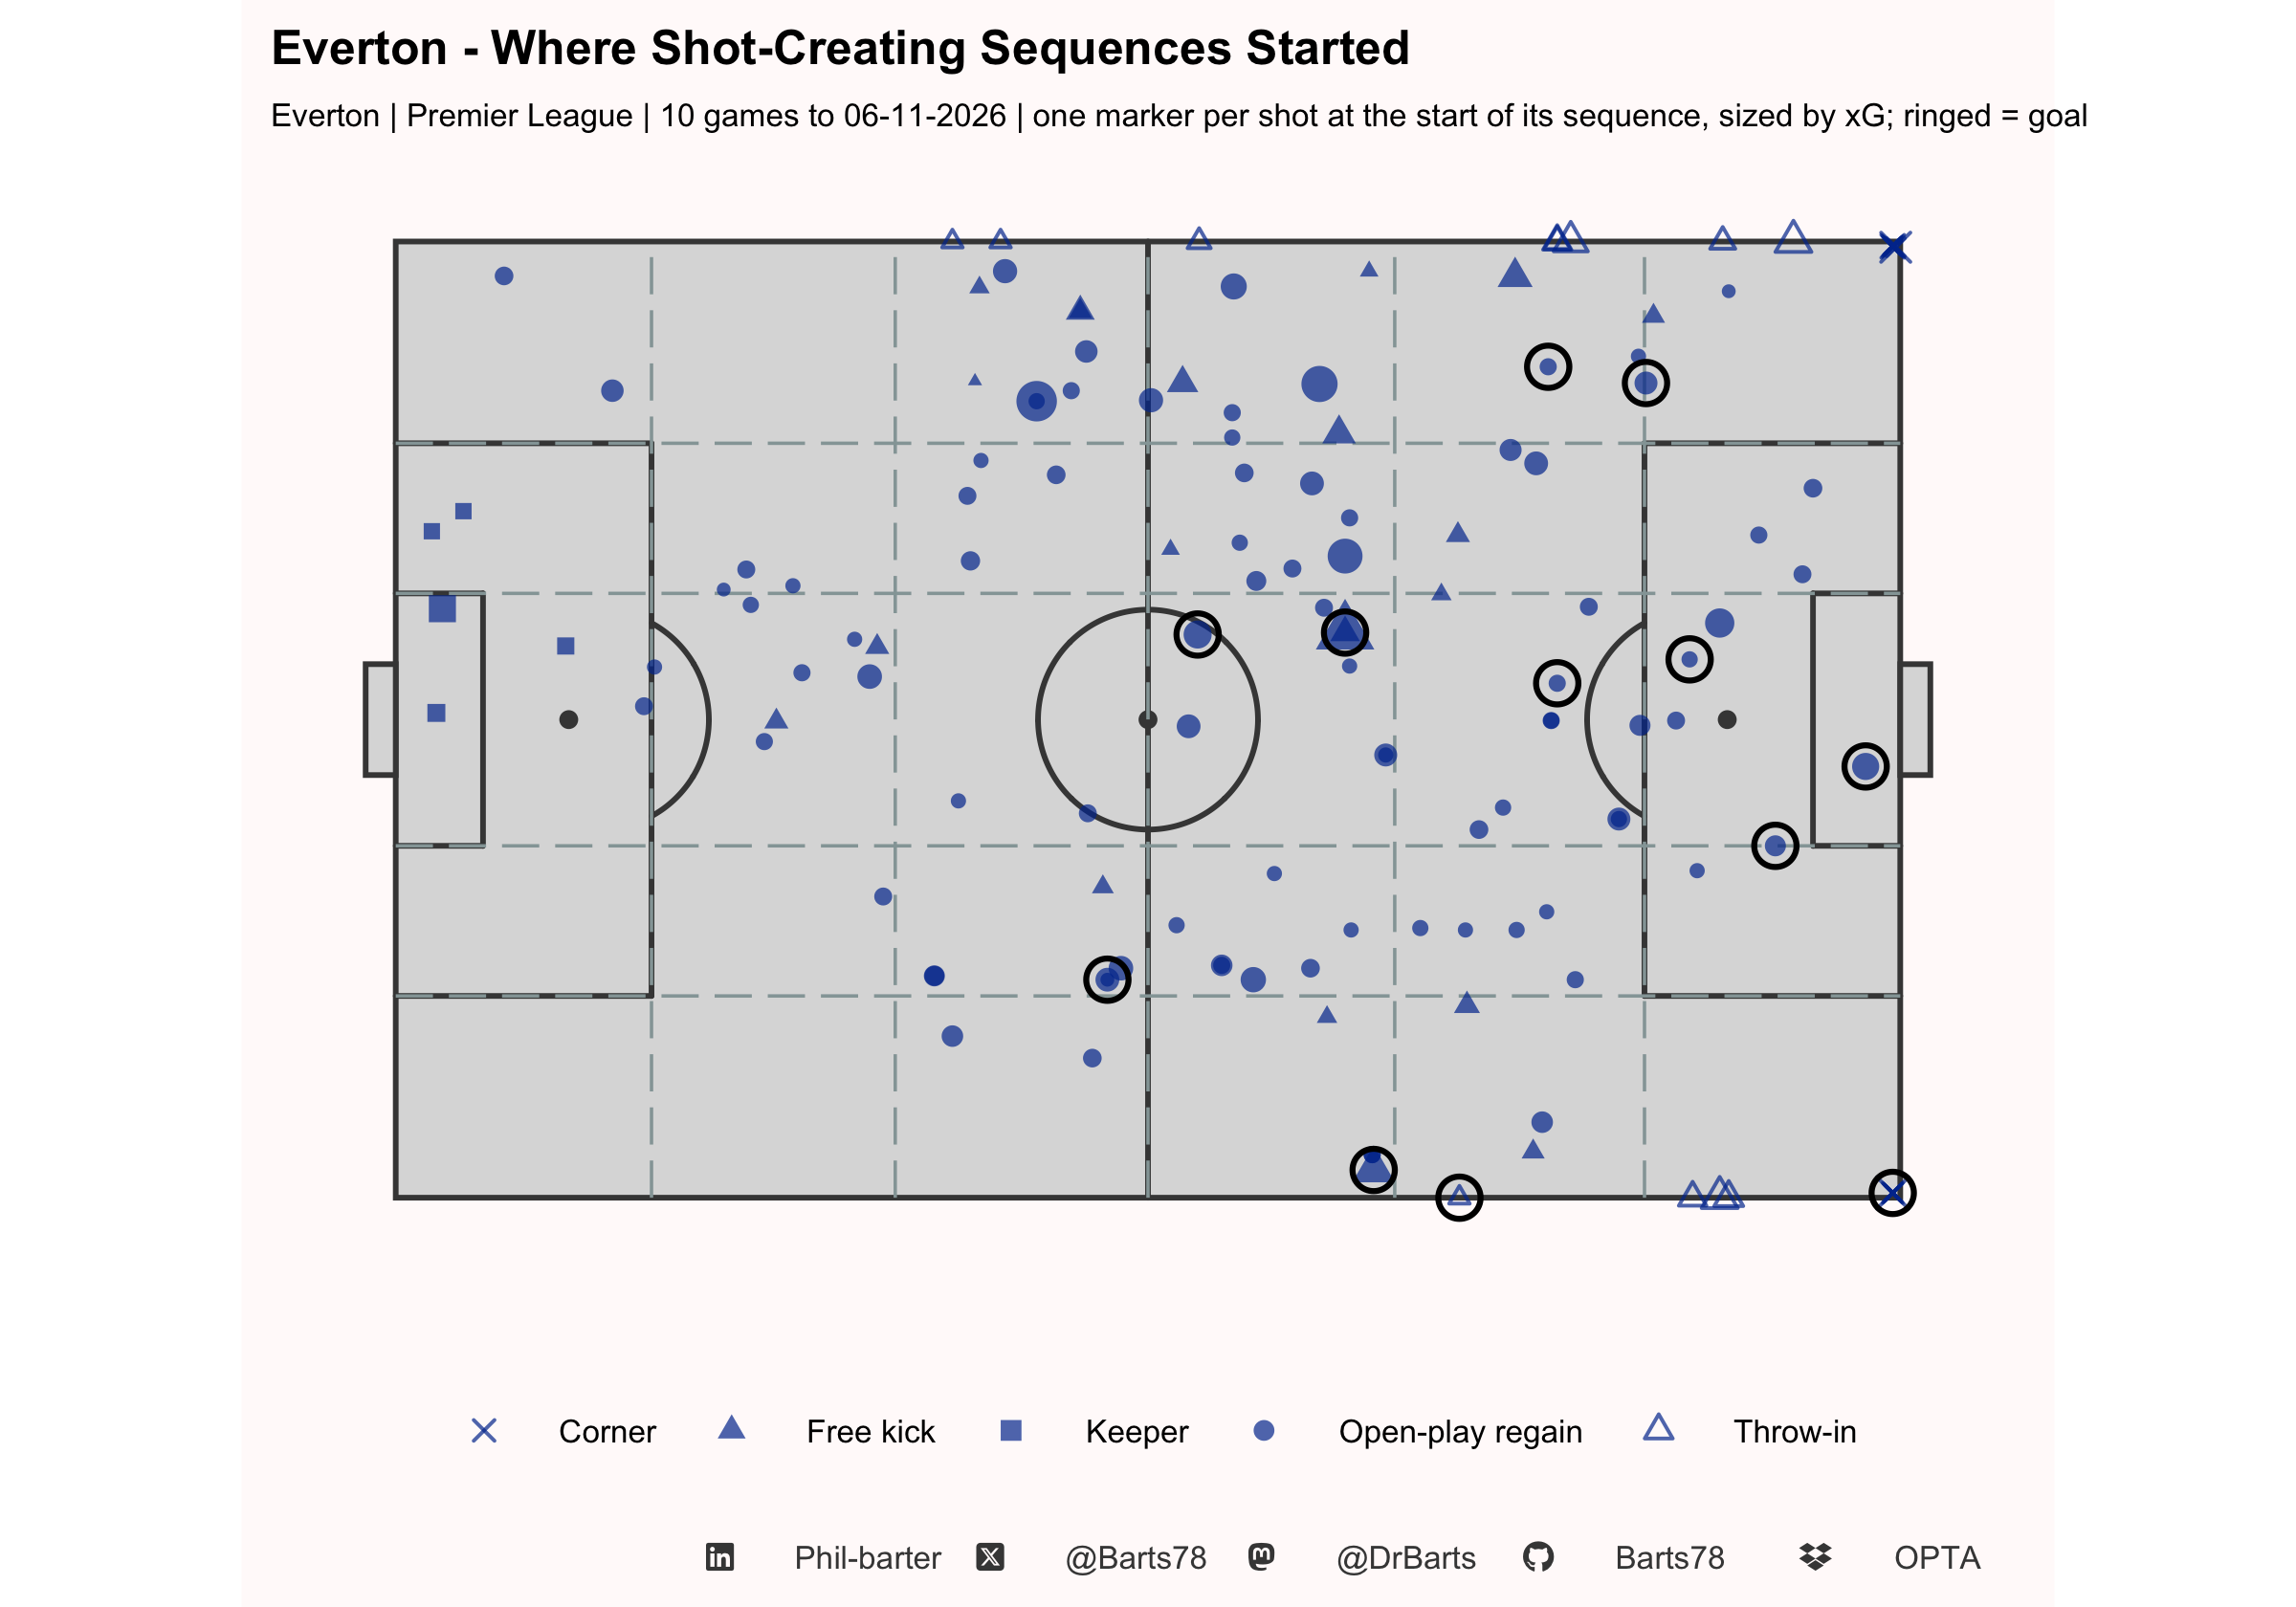 Everton - Where Shot-Creating Sequences Started
Everton | Premier League | 10 games to 06-11-2026 | one marker per shot at the start of its sequence, sized by xG; ringed = goal
Corner Free kick Keeper Open-play regain Throw-in
Phil-barter @Barts78 @DrBarts Barts78 OPTA